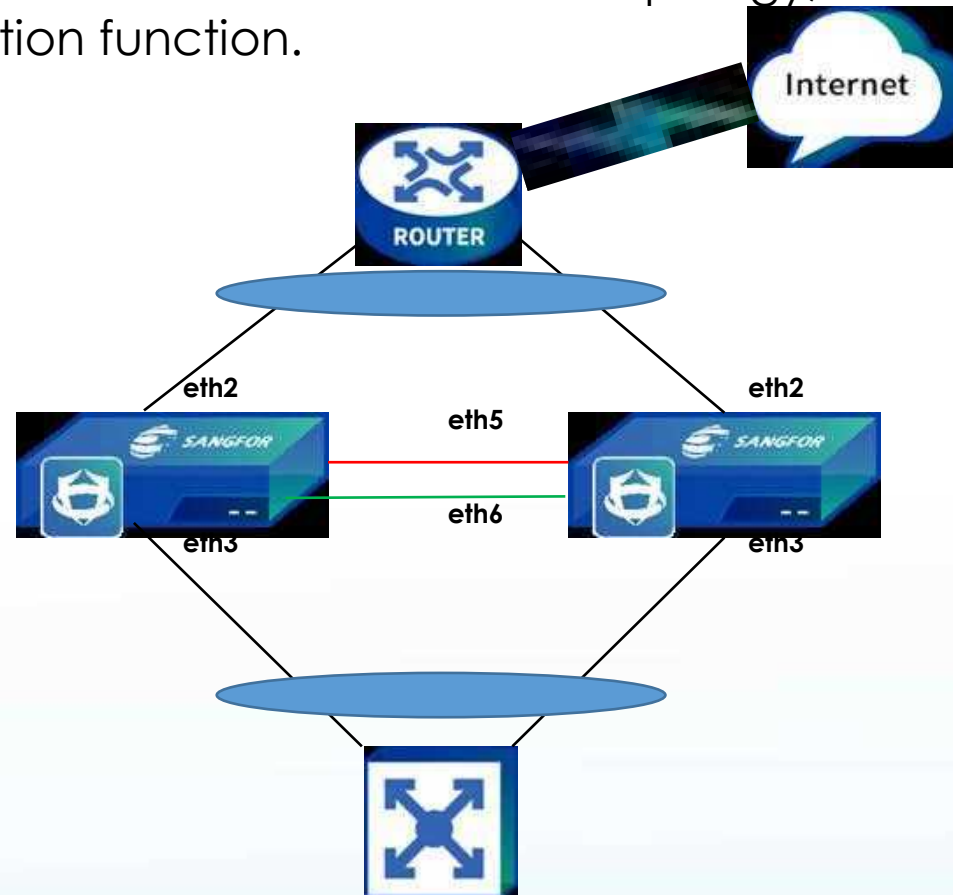 tion function.
Internet
ROUTER
eth2
eth2
eth5
SANGFOR
SANGFOR
eth6
eth3
eth3